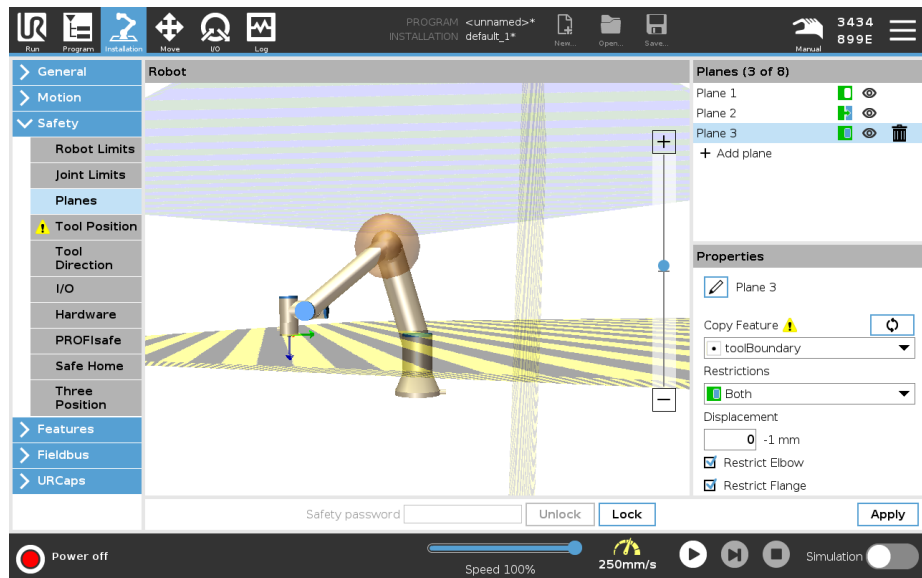 PROGRAM <unnamed>*
INSTALLATION default_1*
3434
899E
Run
Program
Installation
Move
I/O
Log
New...
Open...
Save...
Manual
General
Motion
Safety
Robot Limits
Joint Limits
Planes
Tool Position
Tool
Direction
I/O
Hardware
PROFIsafe
Safe Home
Three
Position
Features
Fieldbus
URCaps
Robot
Planes (3 of 8)
Plane 1
Plane 2
Plane 3
+ Add plane
Properties
Plane 3
Copy Feature
toolBoundary
Restrictions
Both
Displacement
0 -1 mm
Restrict Elbow
Restrict Flange
Safety password
Unlock
Lock
Apply
Power off
Speed 100%
250mm/s
Simulation